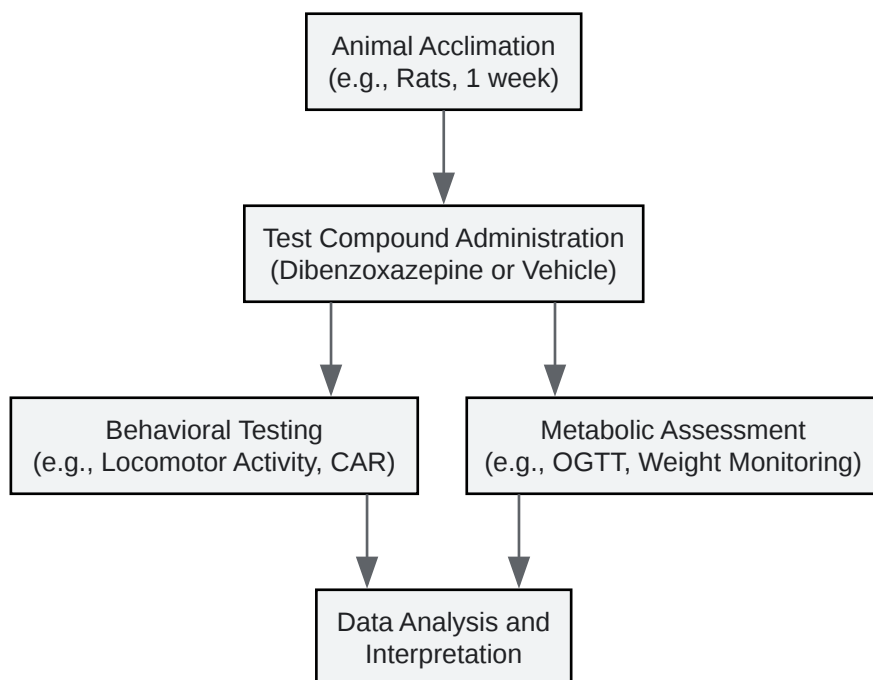 Animal Acclimation
(e.g., Rats, 1 week)
Test Compound Administration
(Dibenzoxazepine or Vehicle)
Behavioral Testing
(e.g., Locomotor Activity, CAR)
Metabolic Assessment
(e.g., OGTT, Weight Monitoring)
Data Analysis and
Interpretation